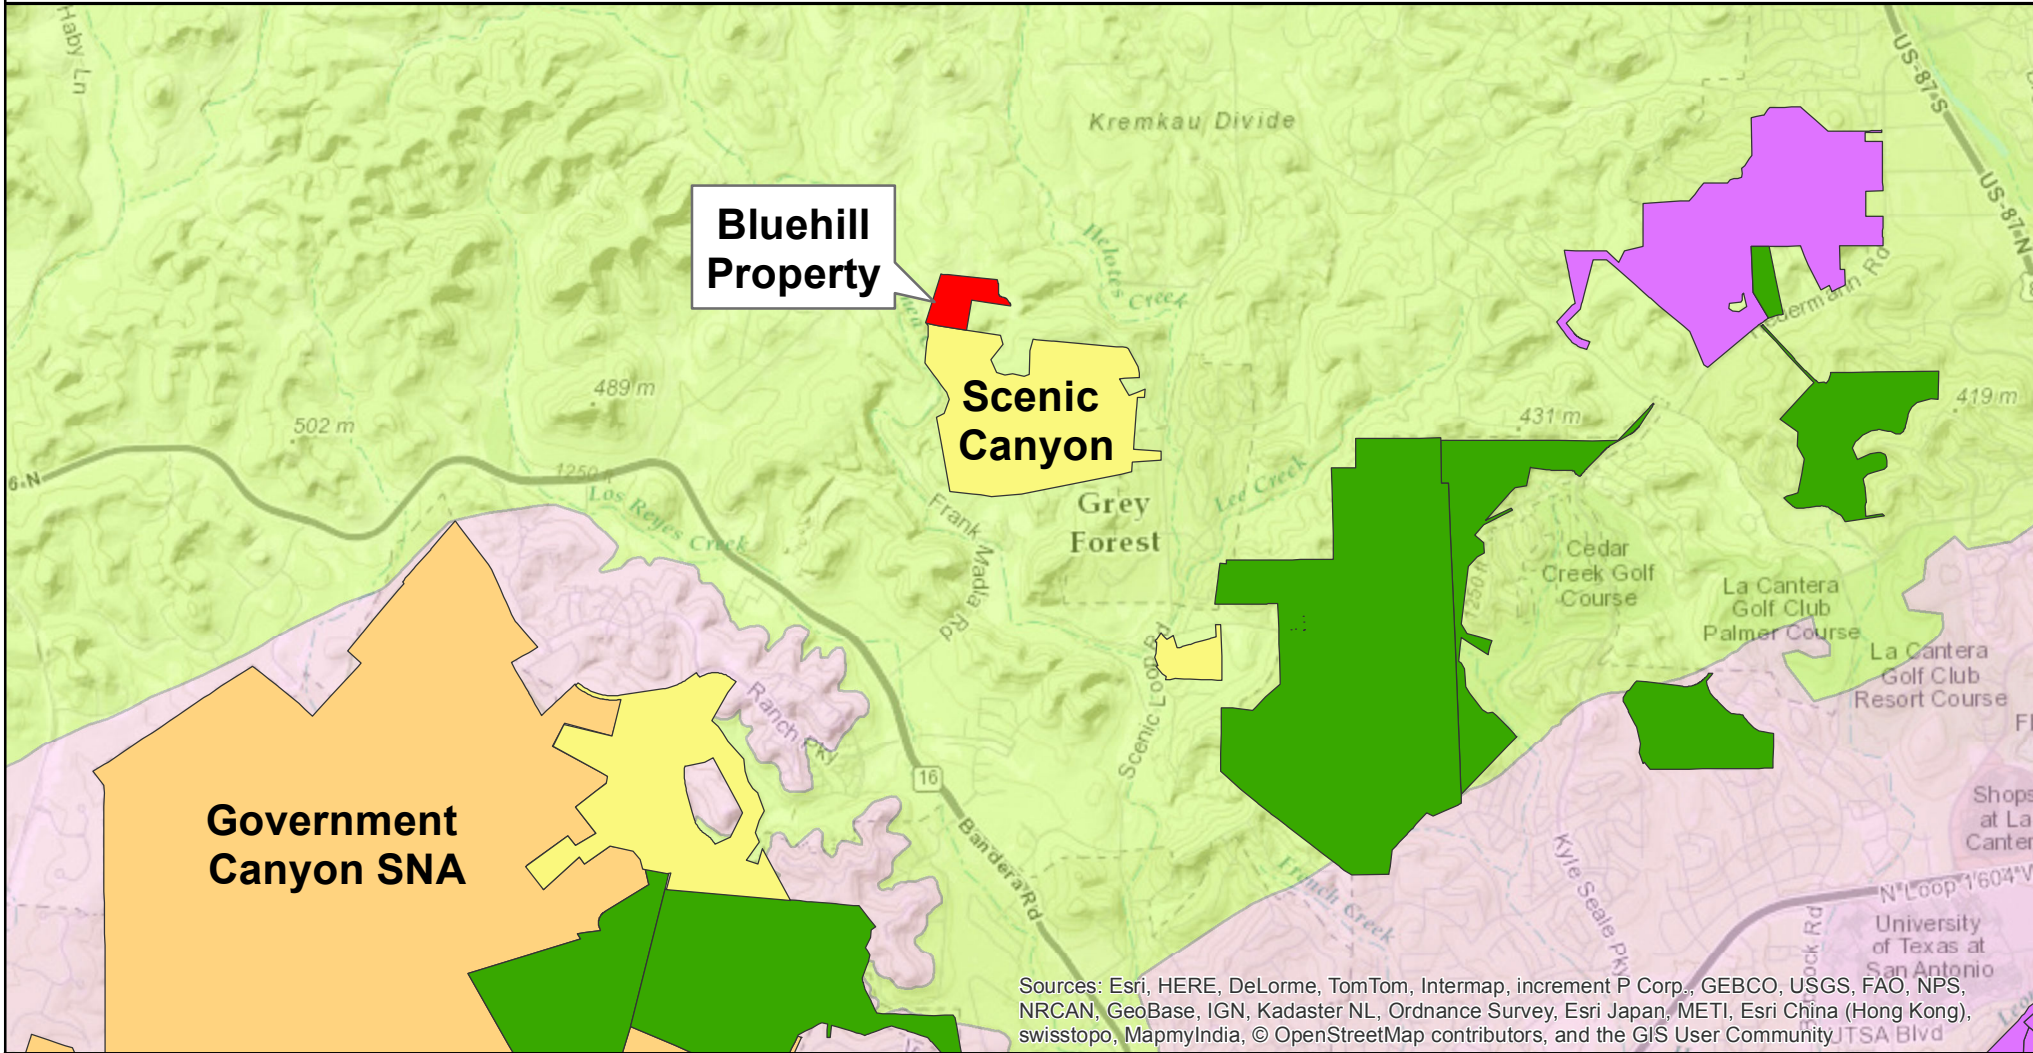 Haby Ln
US-87-S
Kremkau Divide
US-87-N
Bluehill
Property
Helotes Creek
489 m
502 m
Scenic
Canyon
431 m
419 m
6-N
1250 ft
Los Reyes Creek
Lee Creek
Frank Madla Rd
Grey
Forest
Cedar
Creek Golf
Course
1250 ft
La Cantera
Golf Club
Palmer Course
La Cantera
Golf Club
Resort Course
Ranch Pky
Scenic Loop Rd
16
Government
Canyon SNA
Bandera Rd
French Creek
Kyle Seale Pky
Shops
at La
Canter
N Loop 1604 W
University
of Texas at
San Antonio
Sources: Esri, HERE, DeLorme, TomTom, Intermap, increment P Corp., GEBCO, USGS, FAO, NPS,
NRCAN, GeoBase, IGN, Kadaster NL, Ordnance Survey, Esri Japan, METI, Esri China (Hong Kong),
swisstopo, MapmyIndia, © OpenStreetMap contributors, and the GIS User Community
UTSA Blvd